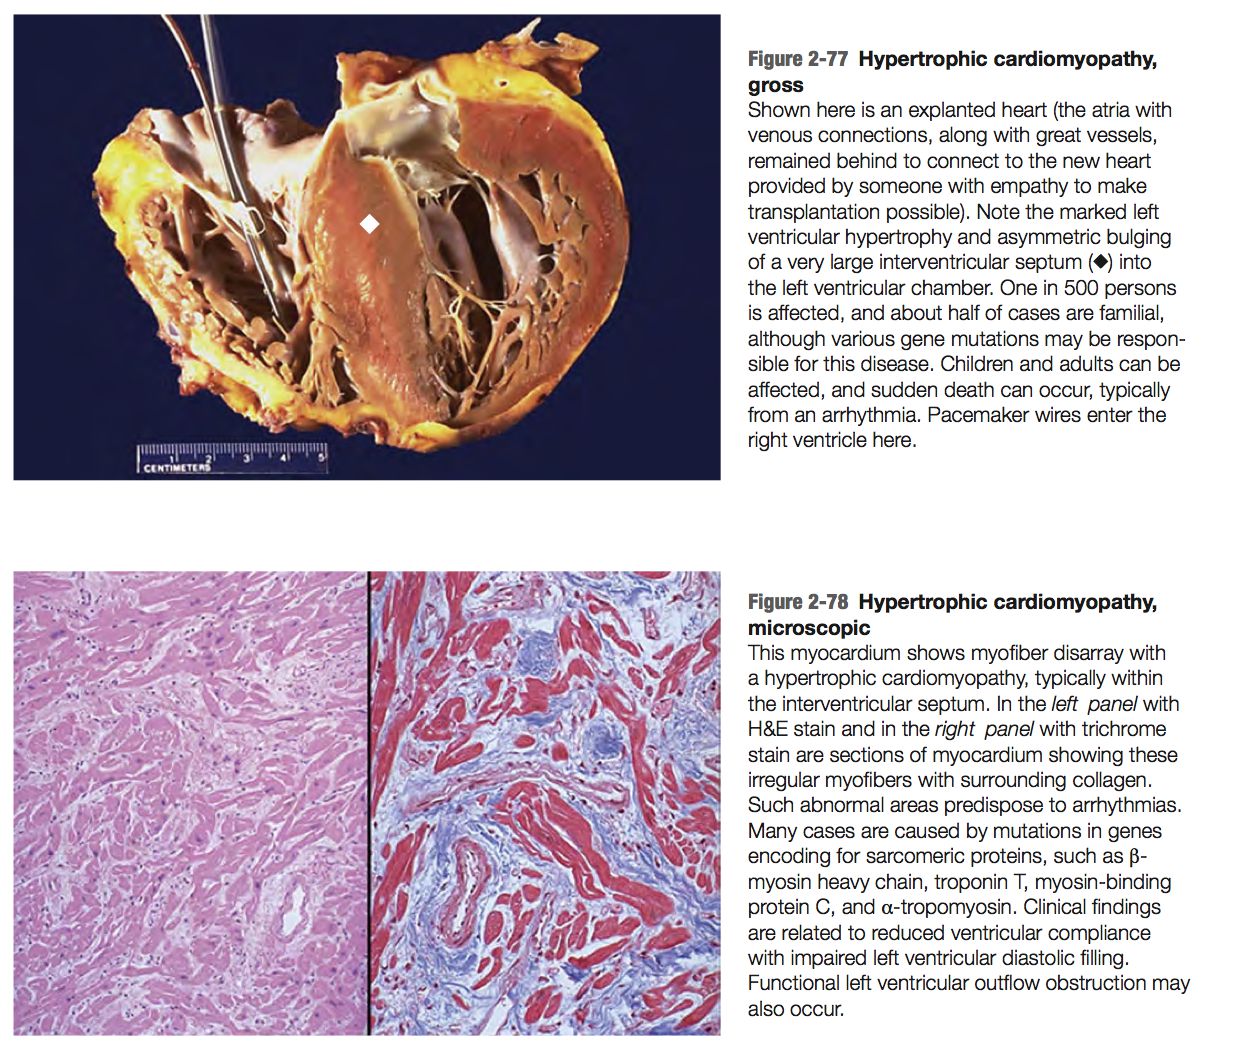 Figure 2-77 Hypertrophic cardiomyopathy,
gross
Shown here is an explanted heart (the atria with
venous connections, along with great vessels,
remained behind to connect to the new heart
provided by someone with empathy to make
transplantation possible). Note the marked left
ventricular hypertrophy and asymmetric bulging
of a very large interventricular septum (◆) into
the left ventricular chamber. One in 500 persons
is affected, and about half of cases are familial,
although various gene mutations may be respon-
sible for this disease. Children and adults can be
affected, and sudden death can occur, typically
from an arrhythmia. Pacemaker wires enter the
right ventricle here.
1 2 3 4 5
CENTIMETERS
Figure 2-78 Hypertrophic cardiomyopathy,
microscopic
This myocardium shows myofiber disarray with
a hypertrophic cardiomyopathy, typically within
the interventricular septum. In the left panel with
H&E stain and in the right panel with trichrome
stain are sections of myocardium showing these
irregular myofibers with surrounding collagen.
Such abnormal areas predispose to arrhythmias.
Many cases are caused by mutations in genes
encoding for sarcomeric proteins, such as β-
myosin heavy chain, troponin T, myosin-binding
protein C, and α-tropomyosin. Clinical findings
are related to reduced ventricular compliance
with impaired left ventricular diastolic filling.
Functional left ventricular outflow obstruction may
also occur.